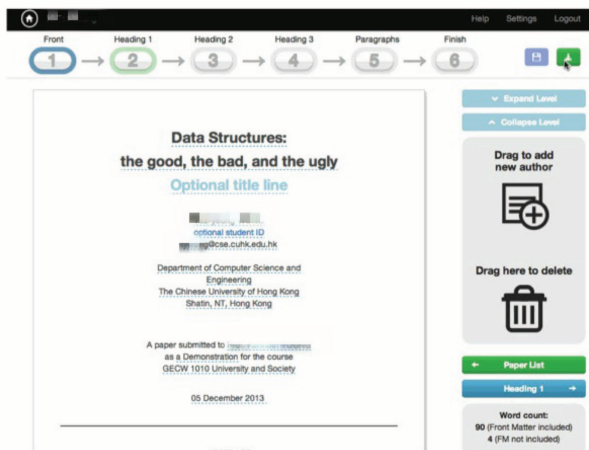 Help Settings Logout
Front Heading 1 Heading 2 Heading 3 Paragraphs Finish
1 2 3 4 5 6
Expand Level
Collapse Level
Data Structures:
the good, the bad, and the ugly
Optional title line
optional student ID
@cse.cuhk.edu.hk
Department of Computer Science and
Engineering
The Chinese University of Hong Kong
Shatin, NT, Hong Kong
A paper submitted to
as a Demonstration for the course
GECW 1010 University and Society
05 December 2013
Drag to add
new author
Drag here to delete
Paper List
Heading 1
Word count:
90 (Front Matter included)
4 (FM not included)